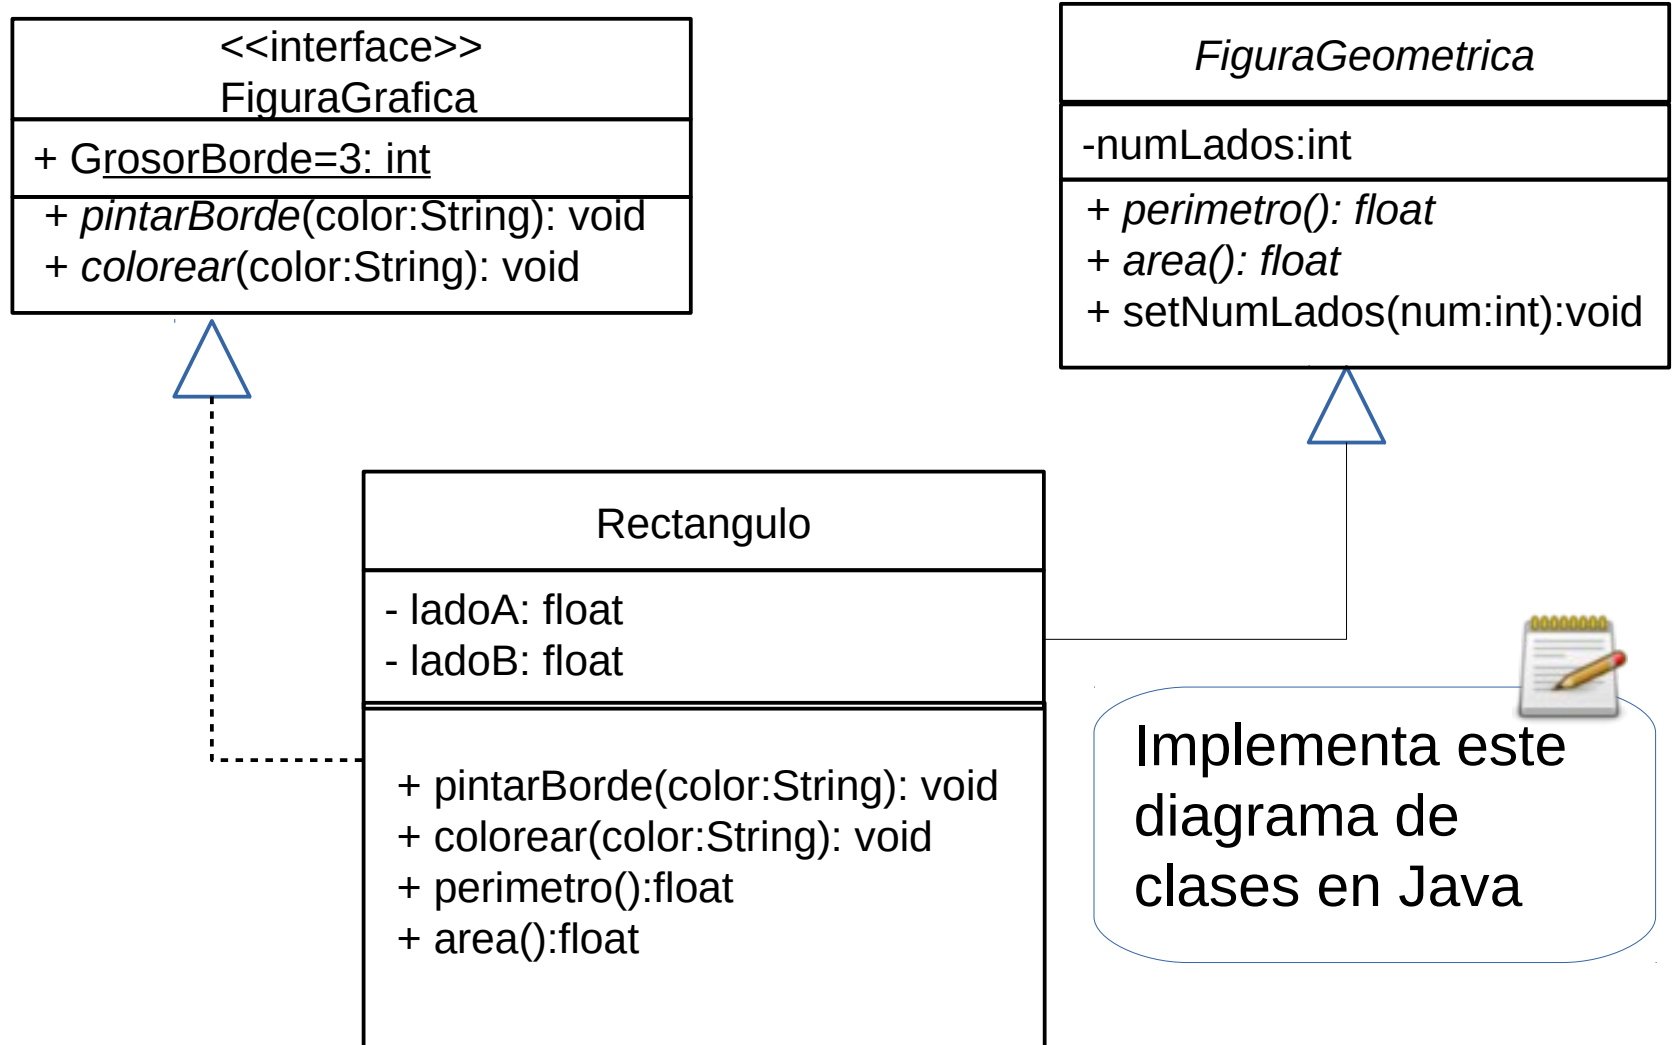 <<interface>>
FiguraGrafica
+ GrosorBorde=3: int
+ pintarBorde(color:String): void
+ colorear(color:String): void
FiguraGeometrica
-numLados:int
+ perimetro(): float
+ area(): float
+ setNumLados(num:int):void
Rectangulo
- ladoA: float
- ladoB: float
+ pintarBorde(color:String): void
+ colorear(color:String): void
+ perimetro():float
+ area():float
Implementa este
diagrama de
clases en Java